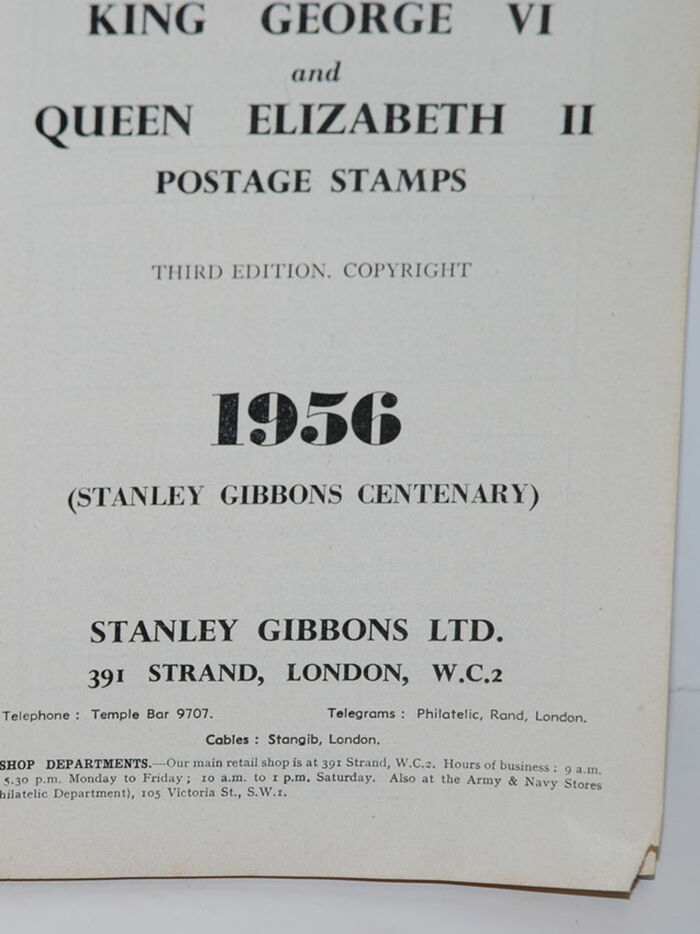 KING GEORGE VI
and
QUEEN ELIZABETH II
POSTAGE STAMPS
THIRD EDITION. COPYRIGHT
1956
(STANLEY GIBBONS CENTENARY)
STANLEY GIBBONS LTD.
391 STRAND, LONDON, W.C.2
Telephone : Temple Bar 9707. Telegrams : Philatelic, Rand, London.
Cables : Stangib, London.
SHOP DEPARTMENTS.—Our main retail shop is at 391 Strand, W.C.2. Hours of business : 9 a.m.
5.30 p.m. Monday to Friday ; 10 a.m. to 1 p.m. Saturday. Also at the Army & Navy Stores
hilatelic Department), 105 Victoria St., S.W.1.